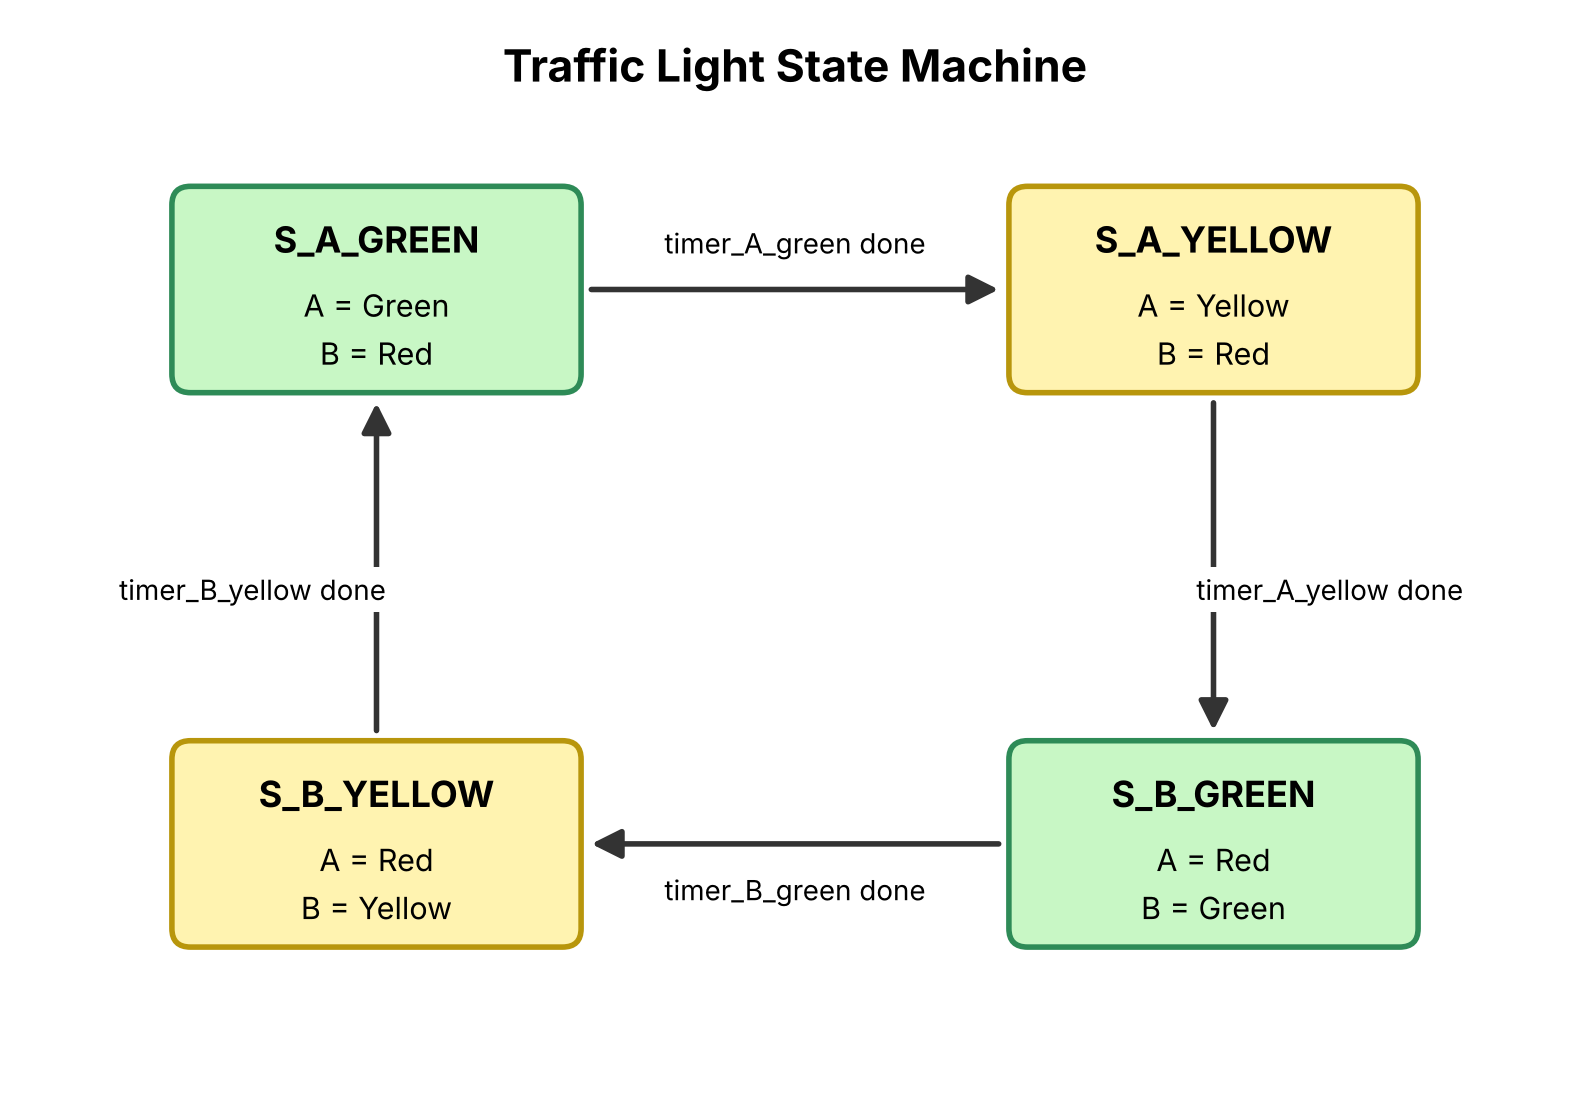 Traffic Light State Machine
S_A_GREEN
A = Green
B = Red
timer_A_green done
S_A_YELLOW
A = Yellow
B = Red
timer_B_yellow done
timer_A_yellow done
S_B_YELLOW
A = Red
B = Yellow
timer_B_green done
S_B_GREEN
A = Red
B = Green